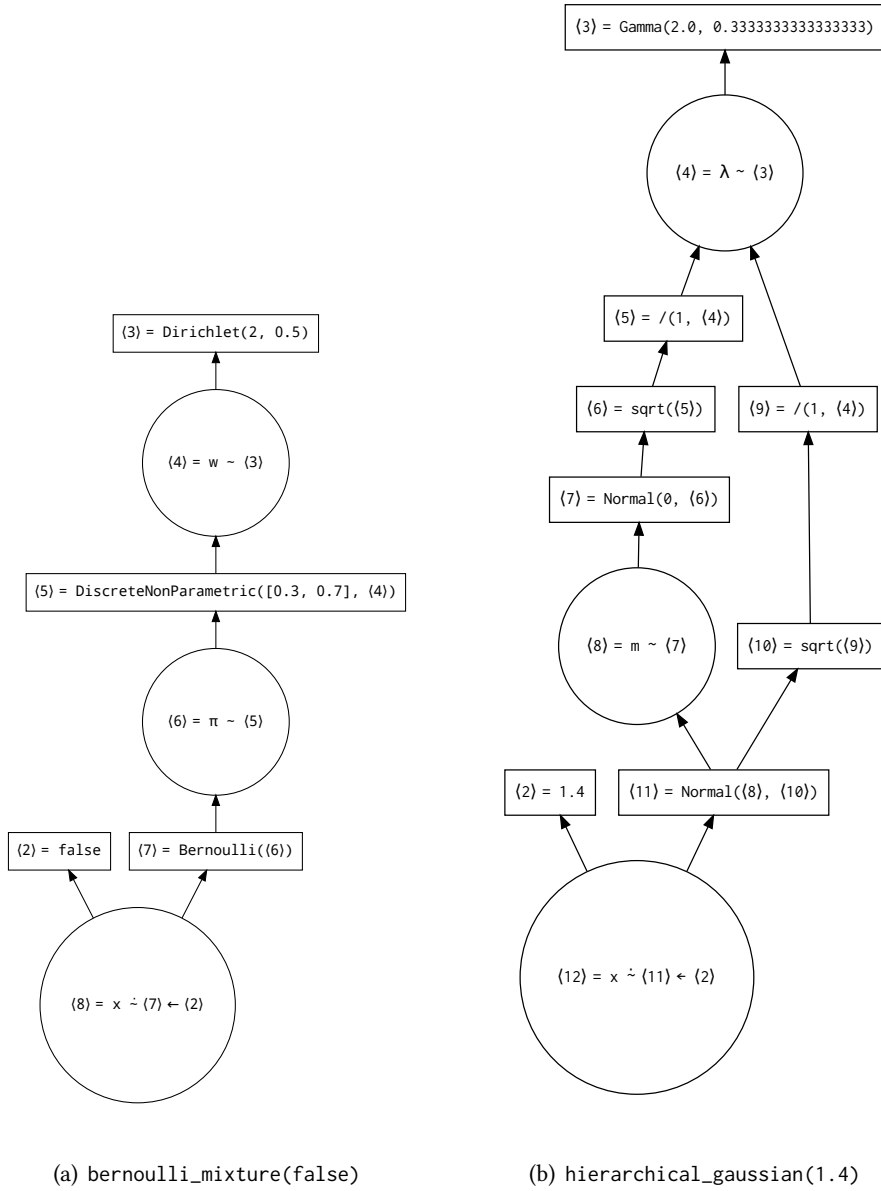 ⟨3⟩ = Dirichlet(2, 0.5)
⟨4⟩ = w ~ ⟨3⟩
⟨5⟩ = DiscreteNonParametric([0.3, 0.7], ⟨4⟩)
⟨6⟩ = π ~ ⟨5⟩
⟨2⟩ = false
⟨7⟩ = Bernoulli(⟨6⟩)
⟨8⟩ = x ⩪ ⟨7⟩ ← ⟨2⟩
(a) bernoulli_mixture(false)
⟨3⟩ = Gamma(2.0, 0.3333333333333333)
⟨4⟩ = λ ~ ⟨3⟩
⟨5⟩ = /(1, ⟨4⟩)
⟨6⟩ = sqrt(⟨5⟩)
⟨9⟩ = /(1, ⟨4⟩)
⟨7⟩ = Normal(0, ⟨6⟩)
⟨8⟩ = m ~ ⟨7⟩
⟨10⟩ = sqrt(⟨9⟩)
⟨2⟩ = 1.4
⟨11⟩ = Normal(⟨8⟩, ⟨10⟩)
⟨12⟩ = x ⩪ ⟨11⟩ ← ⟨2⟩
(b) hierarchical_gaussian(1.4)